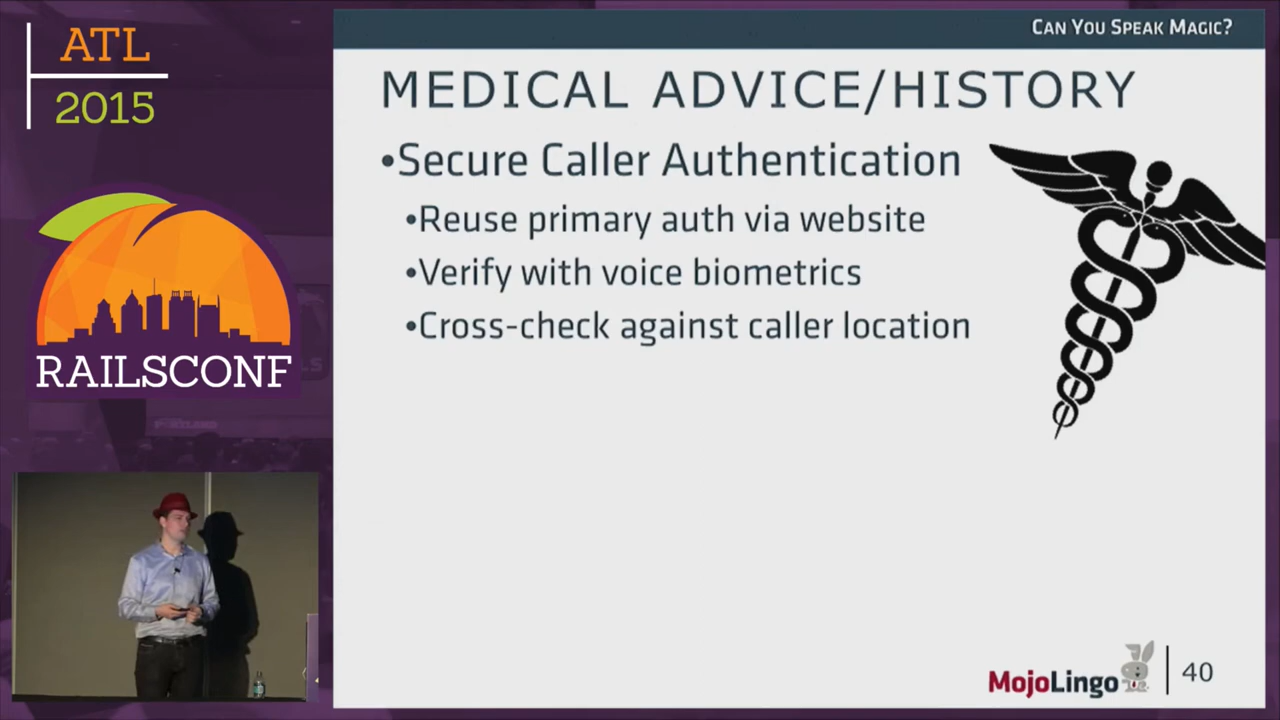 ATL
2015
RAILSCONF
CAN YOU SPEAK MAGIC?
MEDICAL ADVICE/HISTORY
•Secure Caller Authentication
•Reuse primary auth via website
•Verify with voice biometrics
•Cross-check against caller location
MojoLingo
40